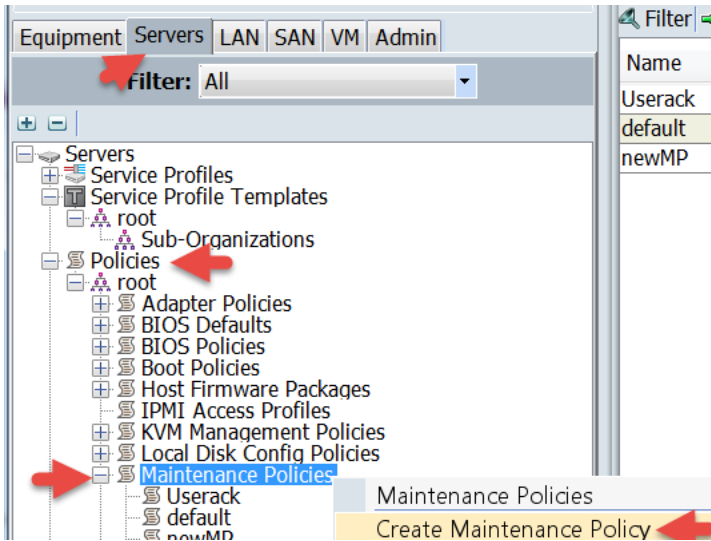 Equipment Servers LAN SAN VM Admin
Filter: All
Servers
Service Profiles
Service Profile Templates
root
Sub-Organizations
Policies
root
Adapter Policies
BIOS Defaults
BIOS Policies
Boot Policies
Host Firmware Packages
IPMI Access Profiles
KVM Management Policies
Local Disk Config Policies
Maintenance Policies
Userack
default
newMP
Maintenance Policies
Create Maintenance Policy
Filter
Name
Userack
default
newMP